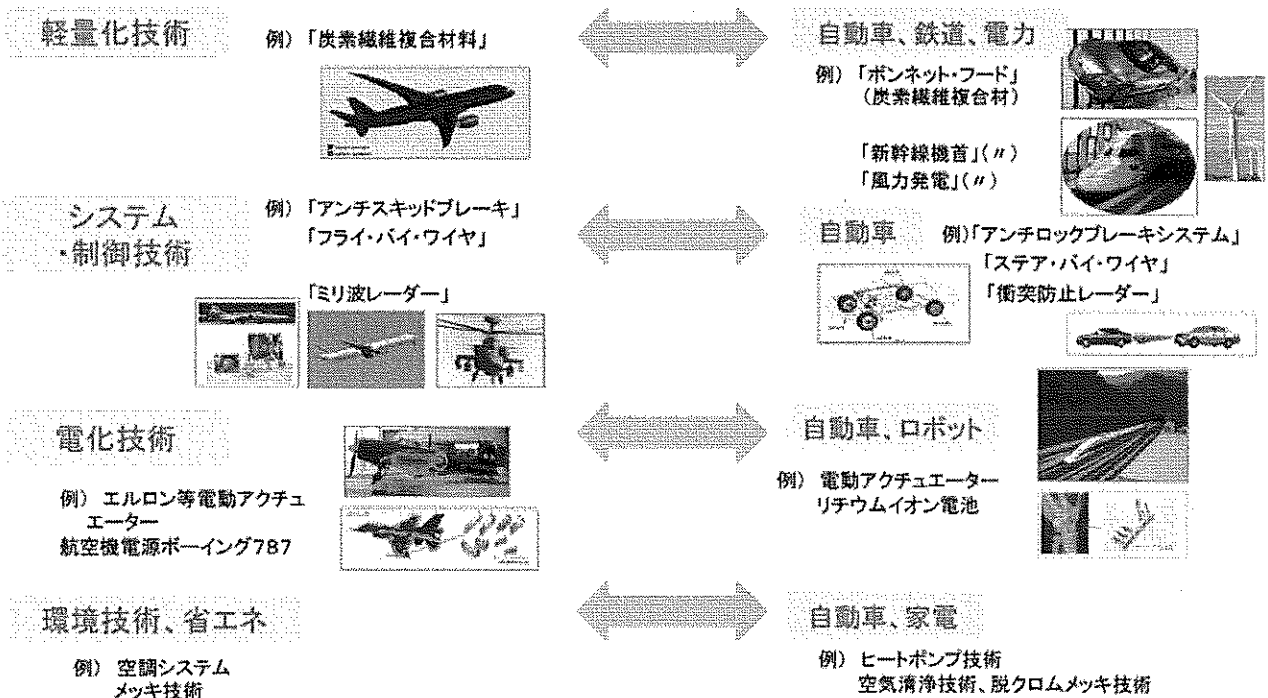 軽量化技術
例）「炭素繊維複合材料」
自動車、鉄道、電力
例）「ボンネット・フード」
（炭素繊維複合材）
「新幹線機首」(〃)
「風力発電」(〃)
システム
・制御技術
例）「アンチスキッドブレーキ」
「フライ・バイ・ワイヤ」
「ミリ波レーダー」
自動車
例）「アンチロックブレーキシステム」
「ステア・バイ・ワイヤ」
「衝突防止レーダー」
電化技術
例） エルロン等電動アクチュ
エーター
航空機電源ボーイング787
自動車、ロボット
例） 電動アクチュエーター
リチウムイオン電池
環境技術、省エネ
例） 空調システム
メッキ技術
自動車、家電
例） ヒートポンプ技術
空気清浄技術、脱クロムメッキ技術